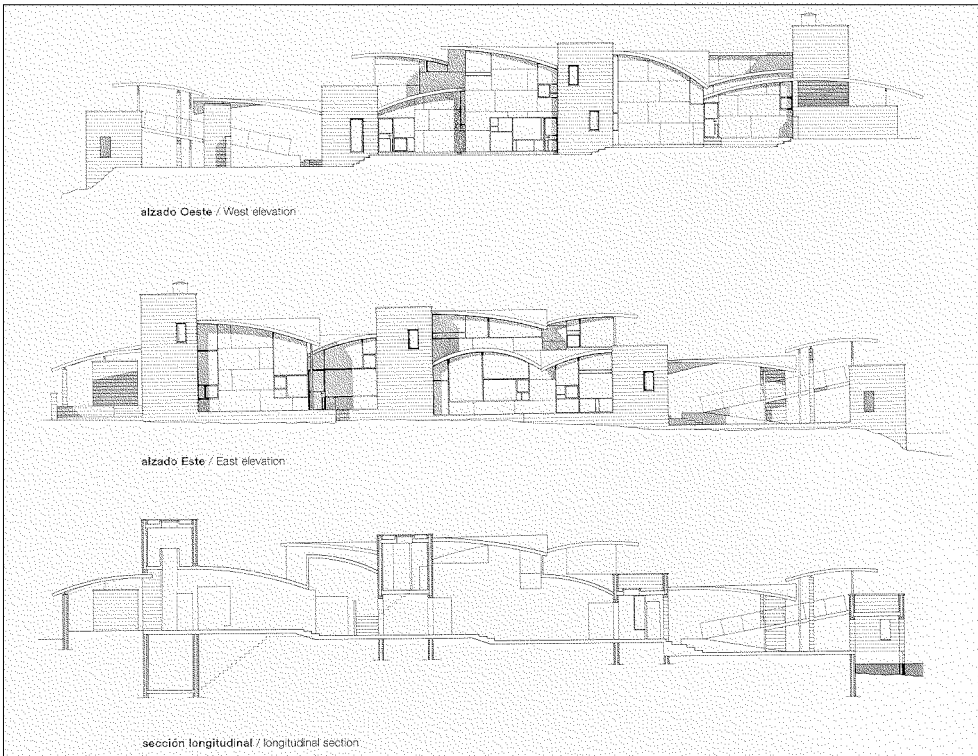 alzado Oeste / West elevation
alzado Este / East elevation
sección longitudinal / longitudinal section